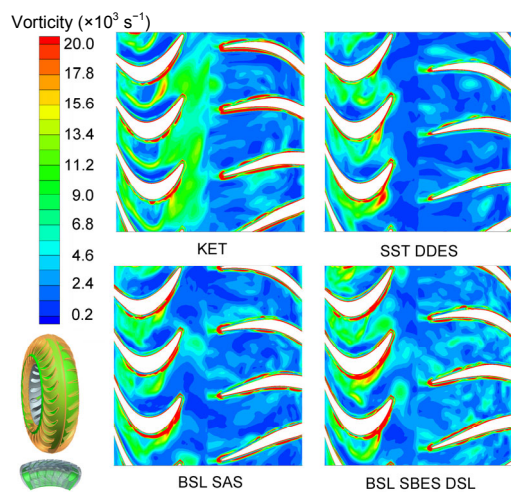 Vorticity (×10³ s⁻¹)
20.0
17.8
15.6
13.4
11.2
9.0
6.8
4.6
2.4
0.2
KET
SST DDES
BSL SAS
BSL SBES DSL